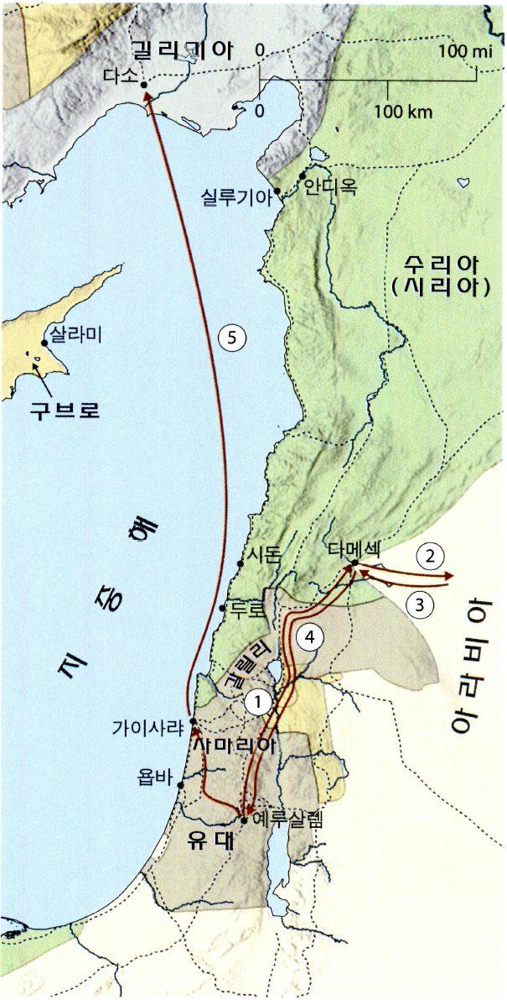 길리기아
다소
0
100 mi
0
100 km
실루기아
안디옥
수리아
(시리아)
살라미
구브로
⑤
지중해
시돈
다메섹
②
③
두로
④
갈릴리
아라비아
①
가이사랴
사마리아
욥바
예루살렘
유대